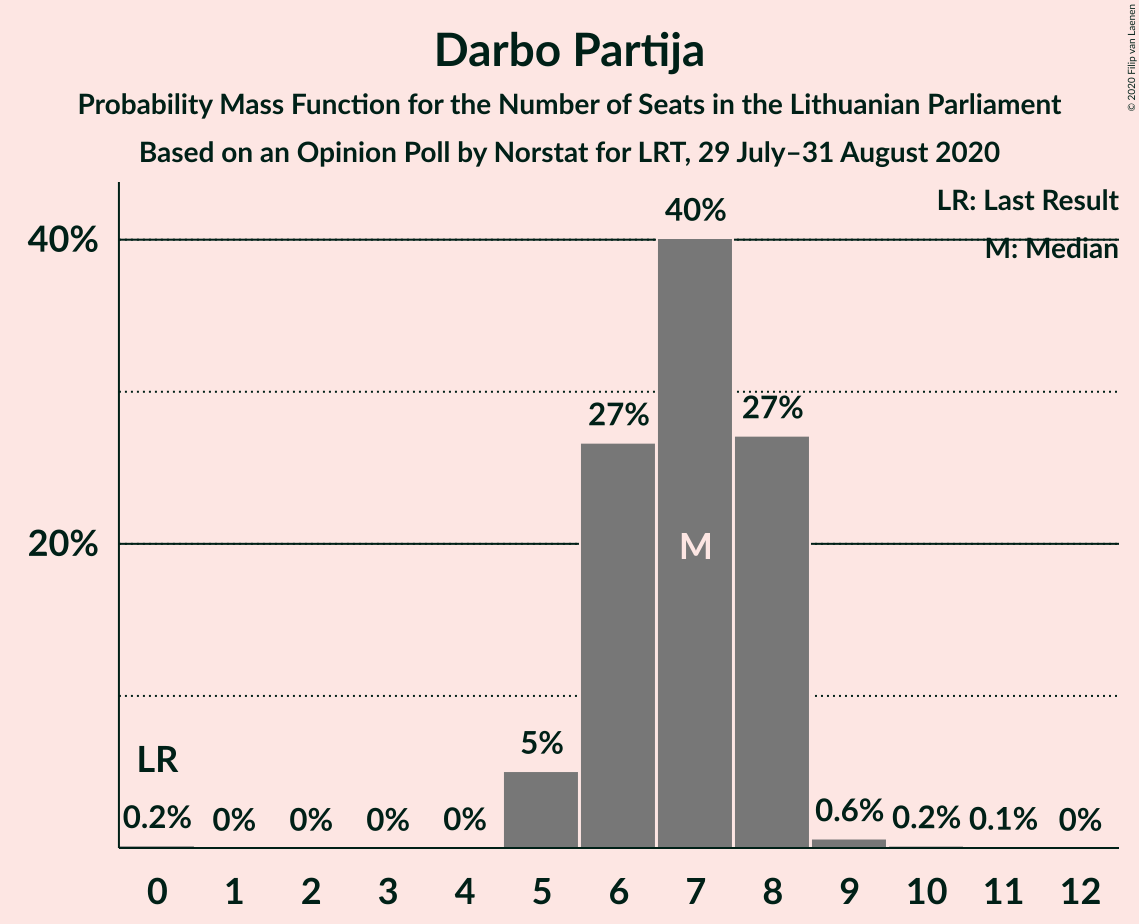 Darbo Partija
Probability Mass Function for the Number of Seats in the Lithuanian Parliament
Based on an Opinion Poll by Norstat for LRT, 29 July–31 August 2020
© 2020 Filip van Laenen
LR: Last Result
M: Median
40%
20%
40%
27%
27%
M
5%
LR
0.2%
0%
0%
0%
0%
0.6%
0.2%
0.1%
0%
0 1 2 3 4 5 6 7 8 9 10 11 12